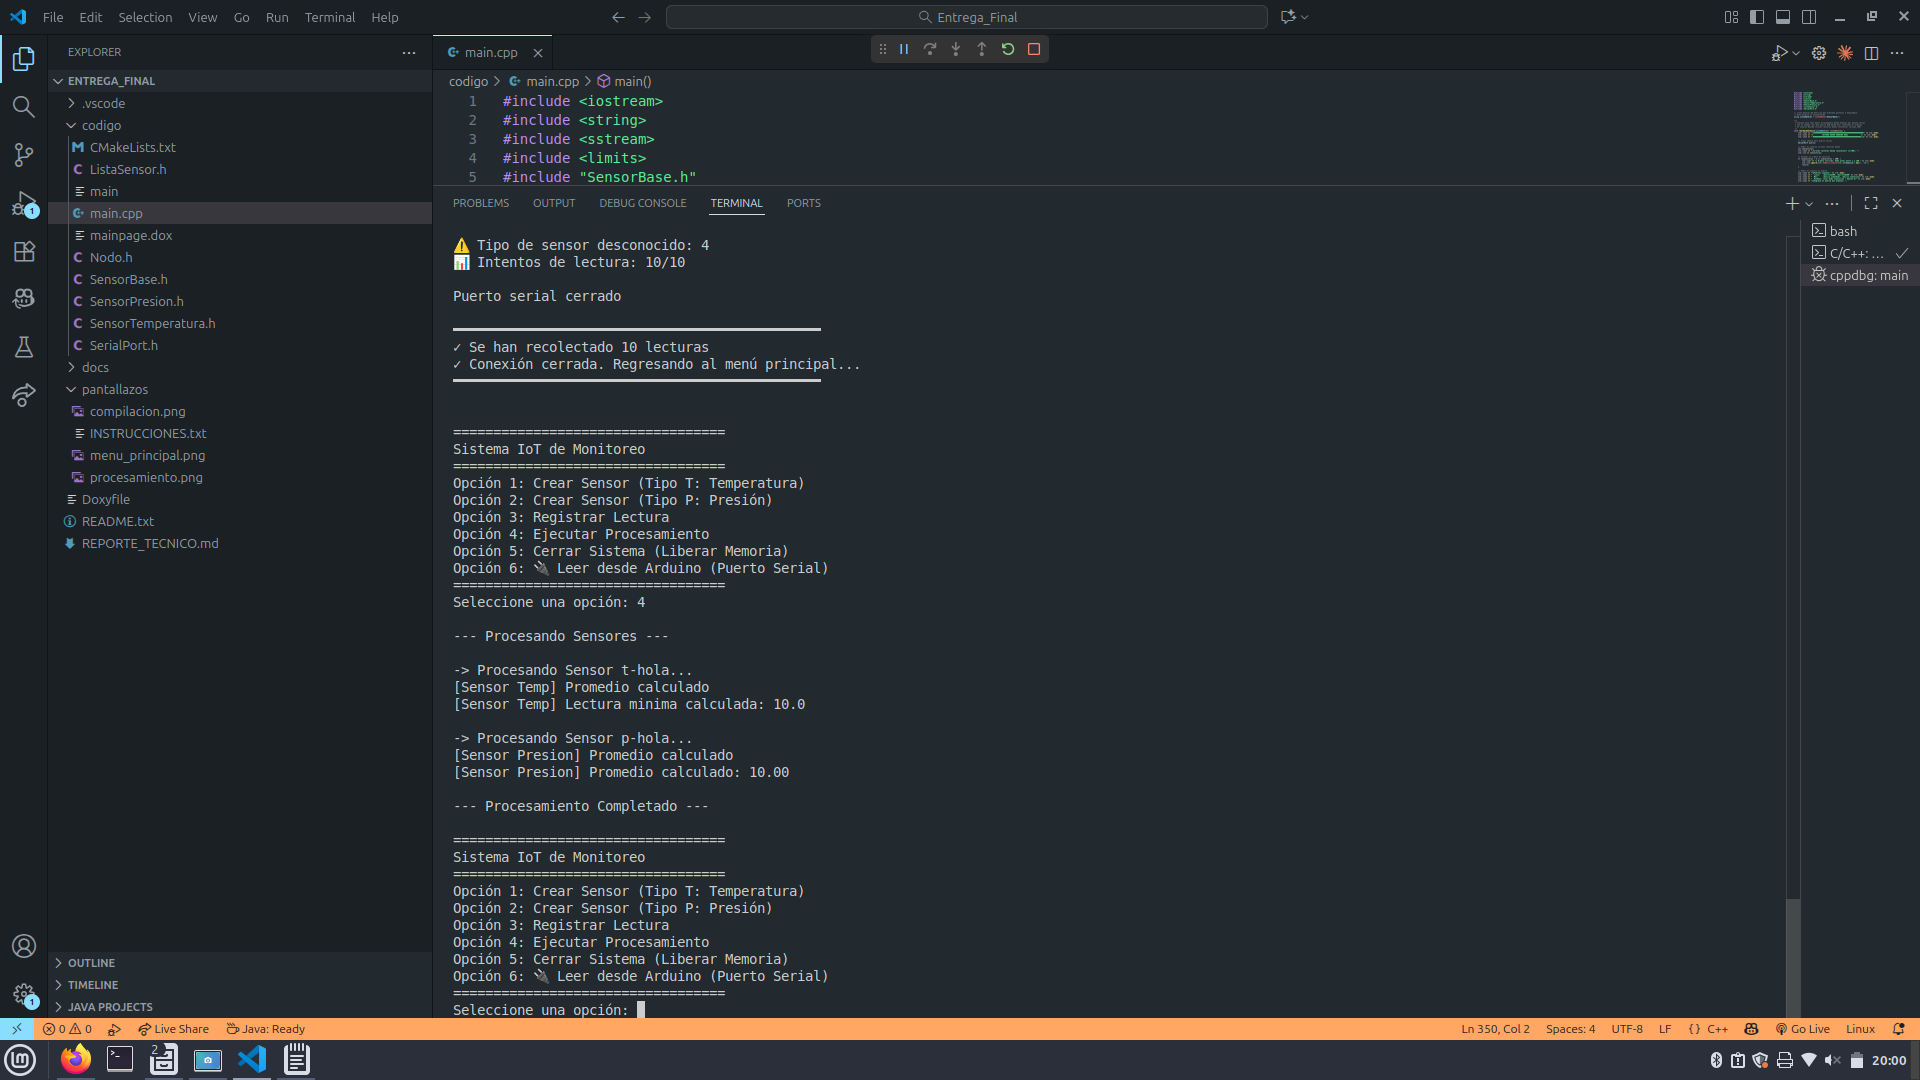 File Edit Selection View Go Run Terminal Help
Entrega_Final
EXPLORER
ENTREGA_FINAL
.vscode
codigo
CMakeLists.txt
ListaSensor.h
main
main.cpp
mainpage.dox
Nodo.h
SensorBase.h
SensorPresion.h
SensorTemperatura.h
SerialPort.h
docs
pantallazos
compilacion.png
INSTRUCCIONES.txt
menu_principal.png
procesamiento.png
Doxyfile
README.txt
REPORTE_TECNICO.md
OUTLINE
TIMELINE
JAVA PROJECTS
main.cpp
codigo > main.cpp > main()
1 #include <iostream>
2 #include <string>
3 #include <sstream>
4 #include <limits>
5 #include "SensorBase.h"
PROBLEMS OUTPUT DEBUG CONSOLE TERMINAL PORTS
⚠️ Tipo de sensor desconocido: 4
📊 Intentos de lectura: 10/10
Puerto serial cerrado
✓ Se han recolectado 10 lecturas
✓ Conexión cerrada. Regresando al menú principal...
==================================
Sistema IoT de Monitoreo
==================================
Opción 1: Crear Sensor (Tipo T: Temperatura)
Opción 2: Crear Sensor (Tipo P: Presión)
Opción 3: Registrar Lectura
Opción 4: Ejecutar Procesamiento
Opción 5: Cerrar Sistema (Liberar Memoria)
Opción 6: 🔌 Leer desde Arduino (Puerto Serial)
==================================
Seleccione una opción: 4
--- Procesando Sensores ---
-> Procesando Sensor t-hola...
[Sensor Temp] Promedio calculado
[Sensor Temp] Lectura minima calculada: 10.0
-> Procesando Sensor p-hola...
[Sensor Presion] Promedio calculado
[Sensor Presion] Promedio calculado: 10.00
--- Procesamiento Completado ---
==================================
Sistema IoT de Monitoreo
==================================
Opción 1: Crear Sensor (Tipo T: Temperatura)
Opción 2: Crear Sensor (Tipo P: Presión)
Opción 3: Registrar Lectura
Opción 4: Ejecutar Procesamiento
Opción 5: Cerrar Sistema (Liberar Memoria)
Opción 6: 🔌 Leer desde Arduino (Puerto Serial)
==================================
Seleccione una opción:
bash
C/C++: ...
cppdbg: main
0 0 Live Share Java: Ready
Ln 350, Col 2 Spaces: 4 UTF-8 LF {} C++ Go Live Linux
20:00